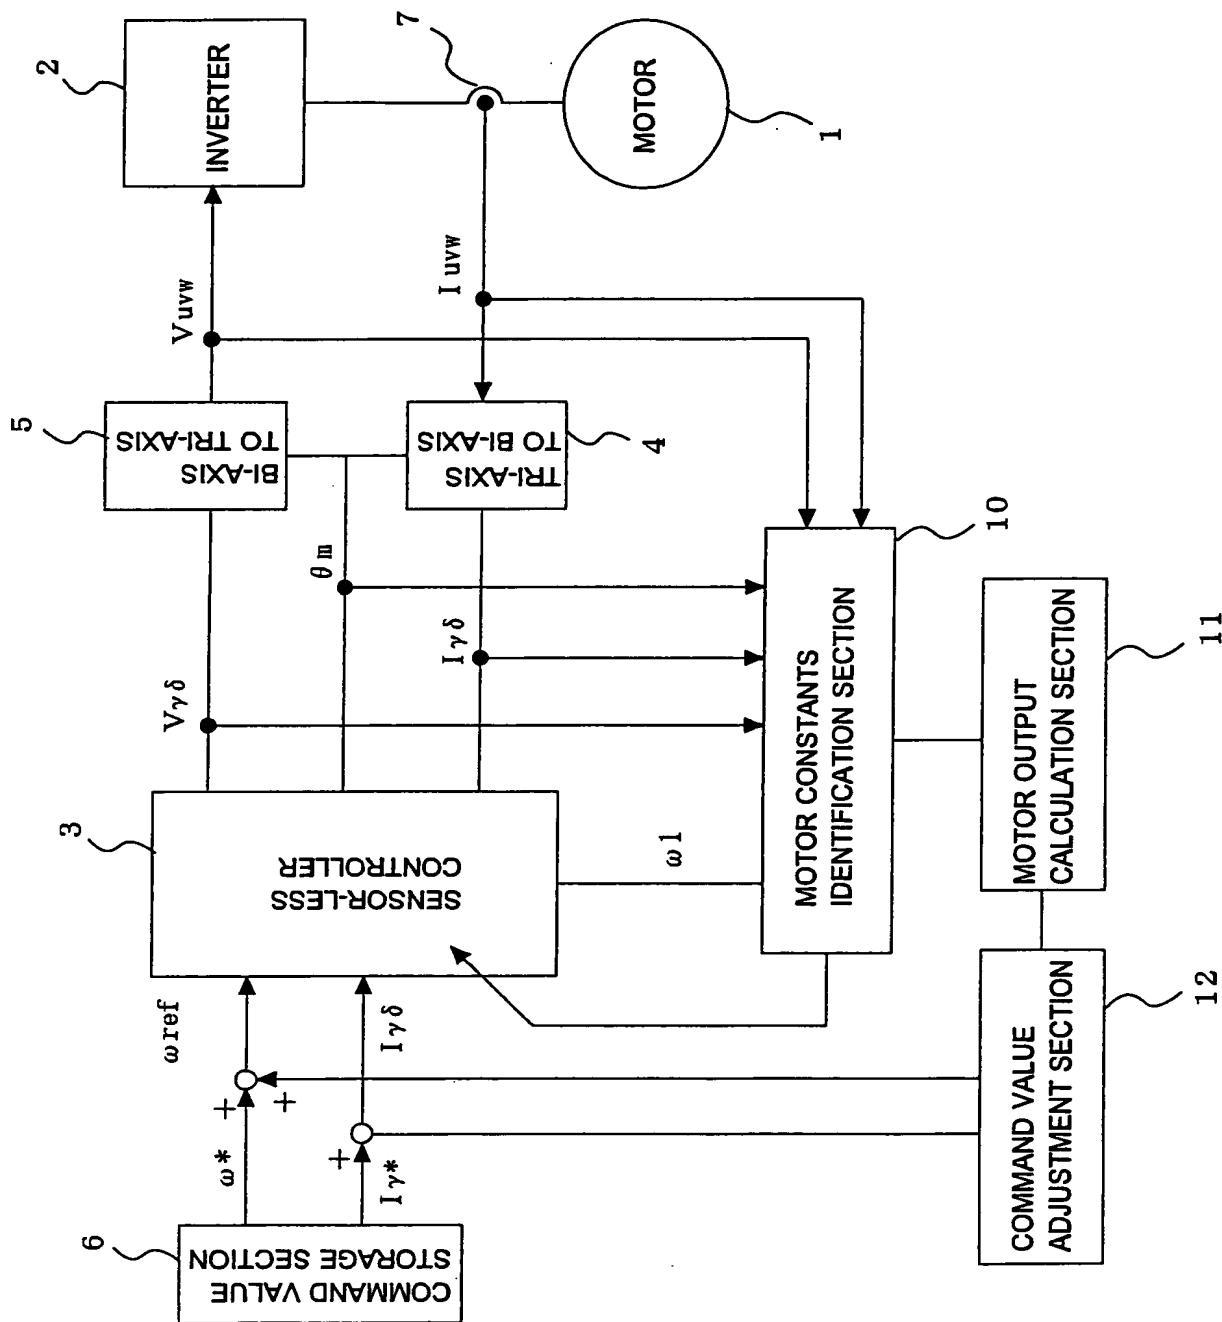 6
COMMAND VALUE
STORAGE SECTION
ω*
Iγ*
+
+
+
ωref
Iγδ
3
SENSOR-LESS
CONTROLLER
ω1
Vγδ
θm
Iγδ
5
BI-AXIS
TO TRI-AXIS
TRI-AXIS
TO BI-AXIS
4
Vuvw
Iuvw
2
INVERTER
7
MOTOR
1
MOTOR CONSTANTS
IDENTIFICATION SECTION
10
COMMAND VALUE
ADJUSTMENT SECTION
12
MOTOR OUTPUT
CALCULATION SECTION
11